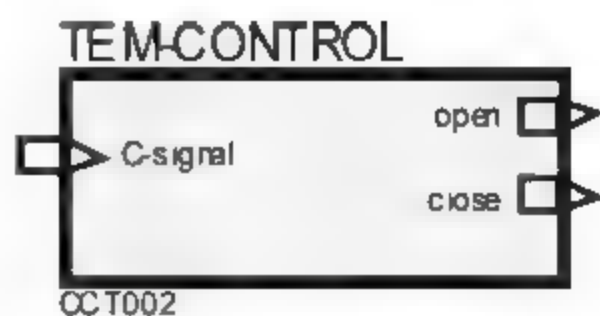 TEM-CONTROL
open
C-signal
close
CCT002